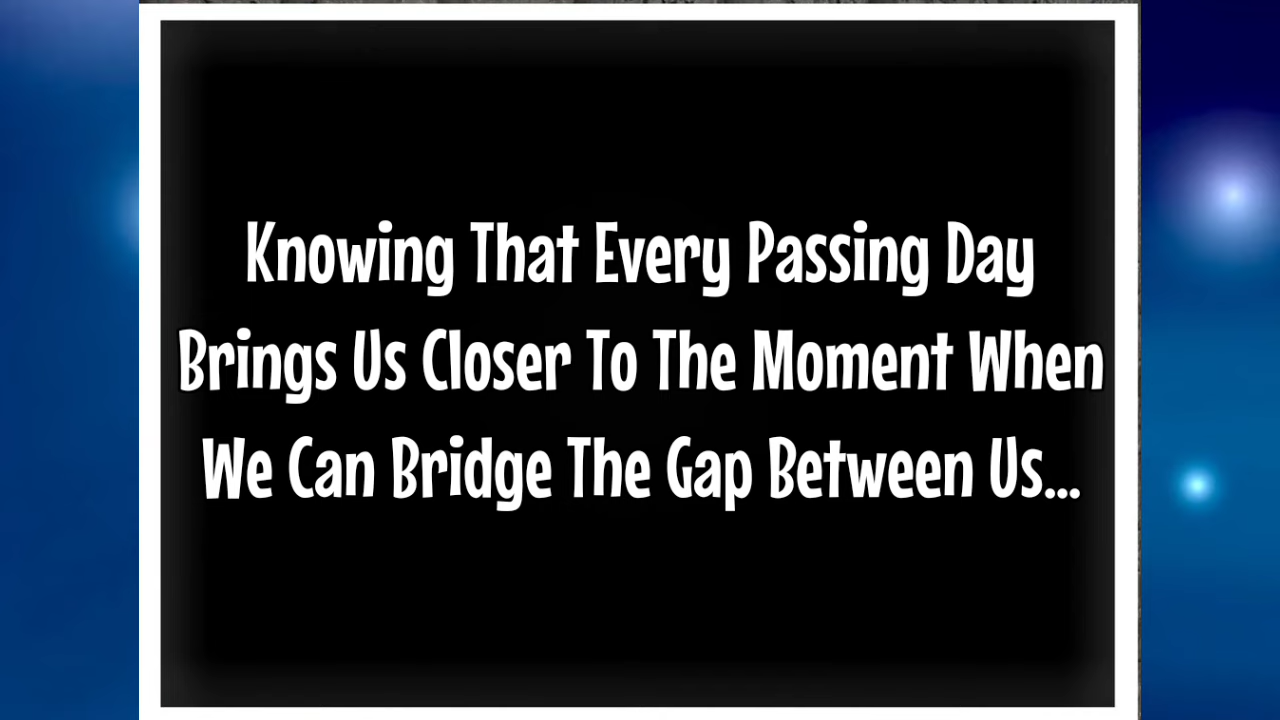 Knowing That Every Passing Day
Brings Us Closer To The Moment When
We Can Bridge The Gap Between Us...